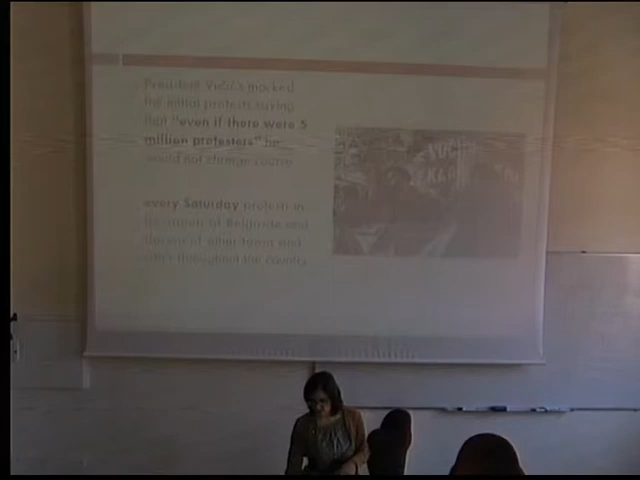 President Vučić mocked
the initial protests saying
that "even if there were 5
million protesters" he
would not change course
every Saturday protests in
the streets of Belgrade and
dozens of other towns and
cities throughout the country